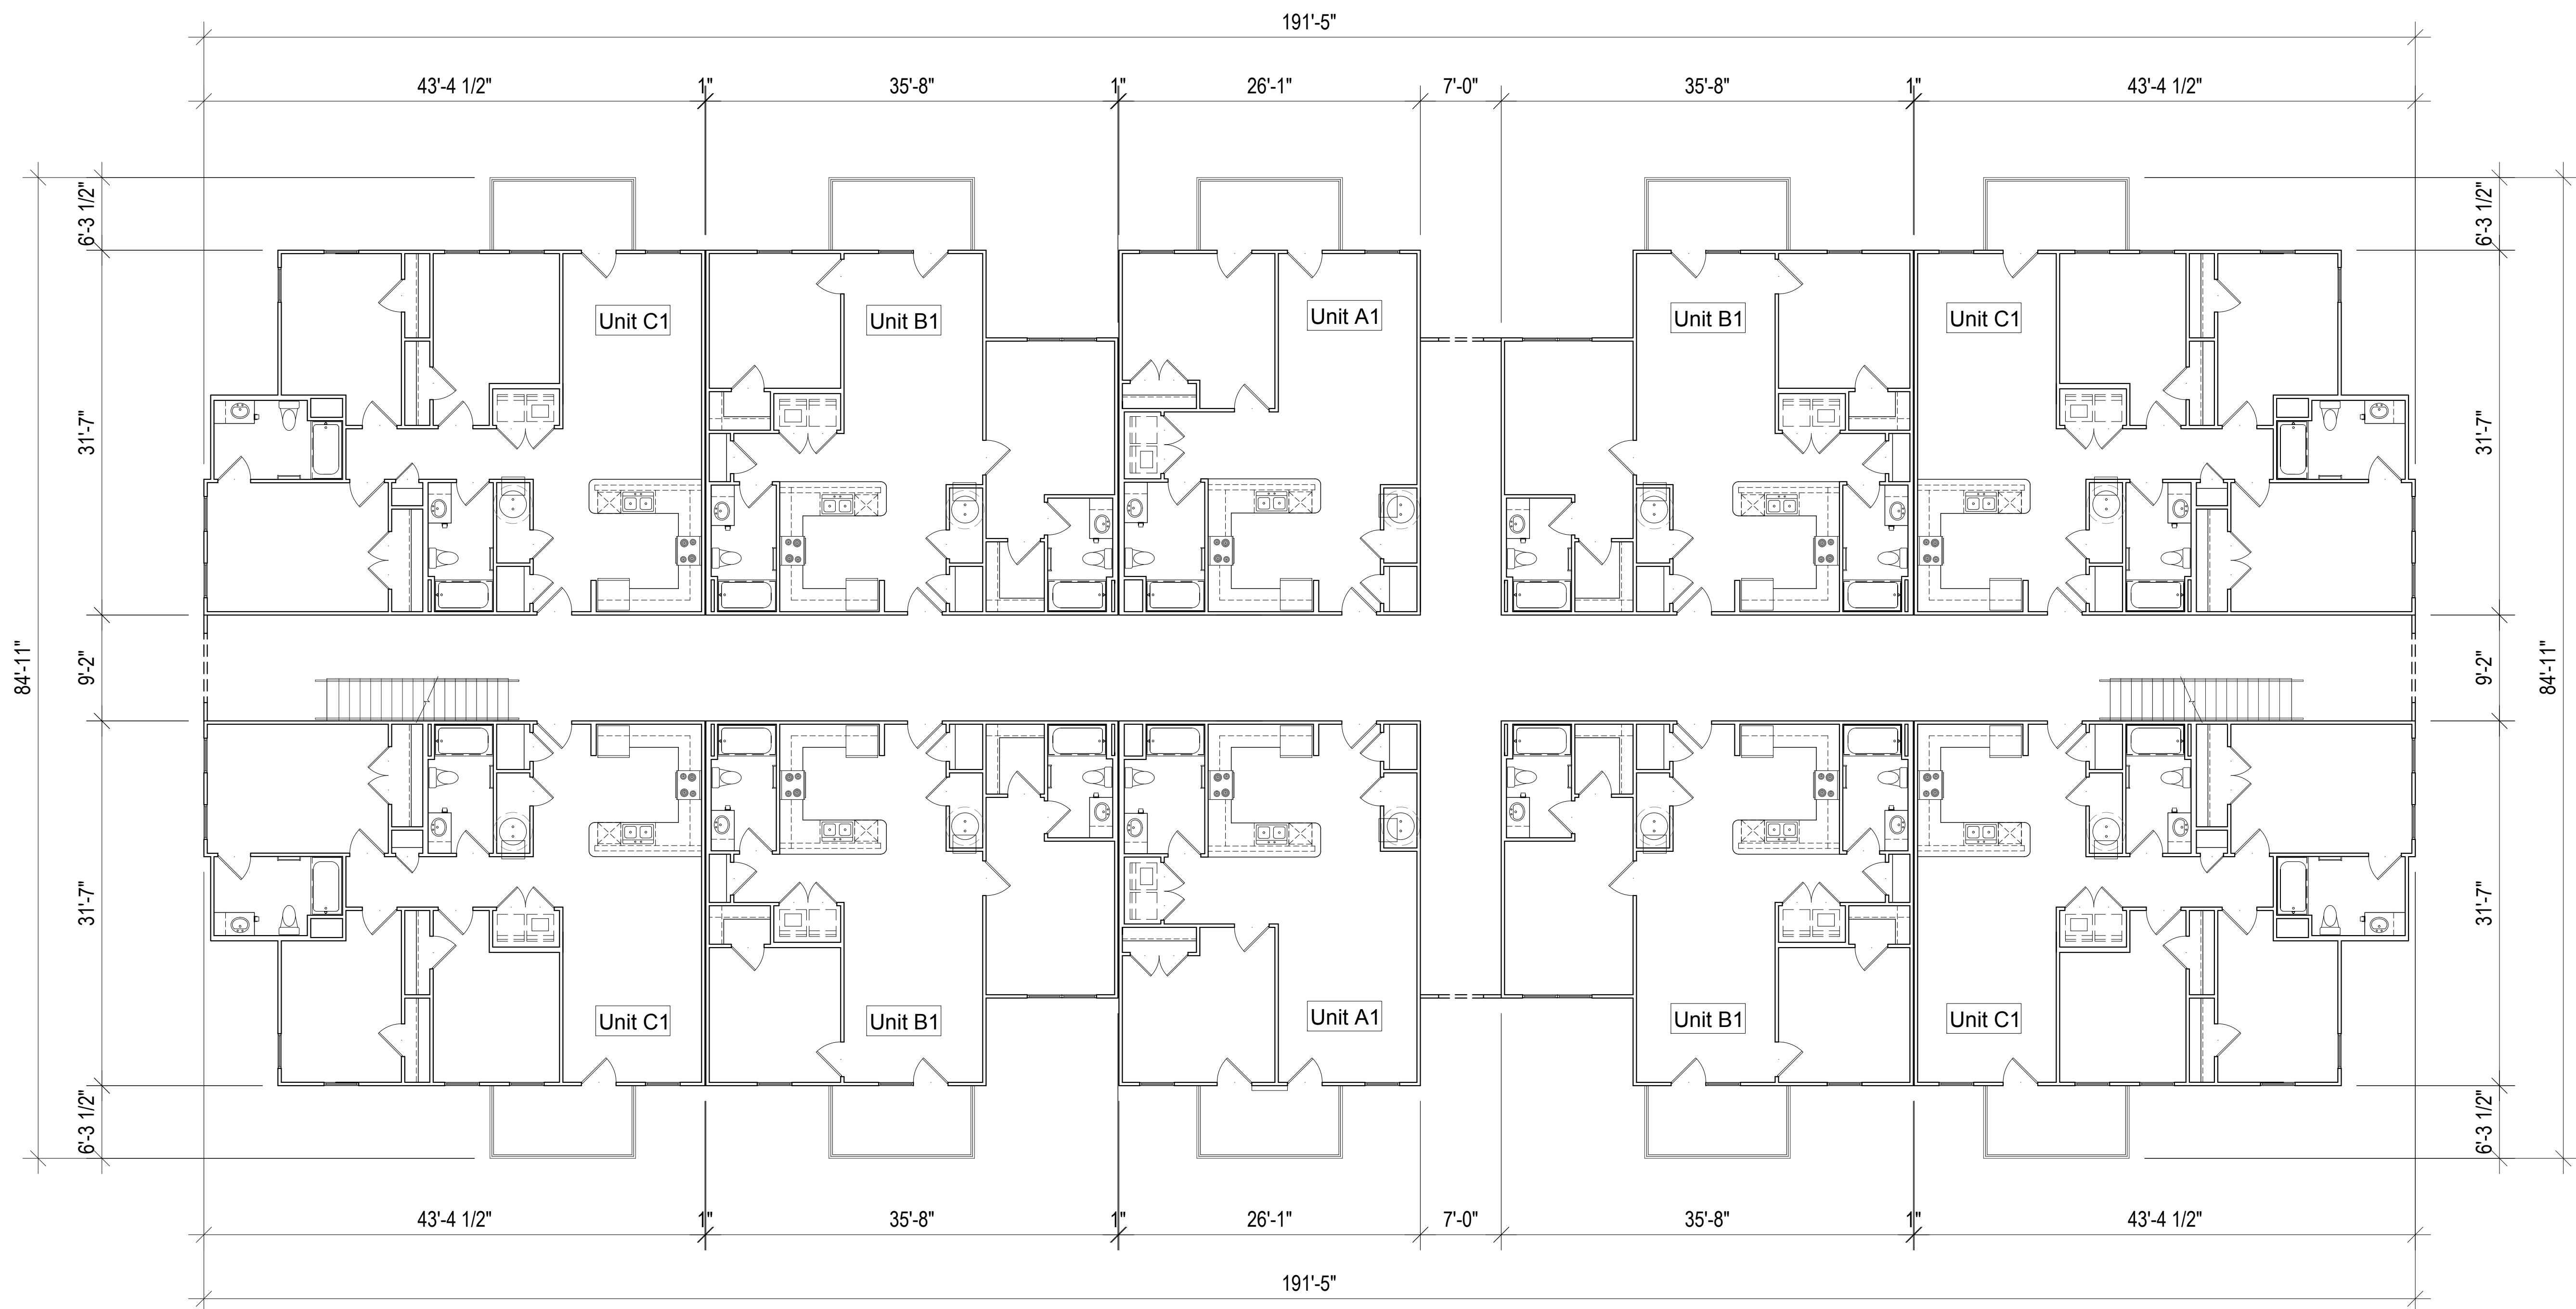 191'-5"
43'-4 1/2" 1" 35'-8" 1" 26'-1" 7'-0" 35'-8" 1" 43'-4 1/2"
6'-3 1/2" 6'-3 1/2"
Unit C1 Unit B1 Unit A1 Unit B1 Unit C1
31'-7" 31'-7"
84'-11" 9'-2" 9'-2" 84'-11"
31'-7" 31'-7"
Unit C1 Unit B1 Unit A1 Unit B1 Unit C1
6'-3 1/2" 6'-3 1/2"
43'-4 1/2" 1" 35'-8" 1" 26'-1" 7'-0" 35'-8" 1" 43'-4 1/2"
191'-5"